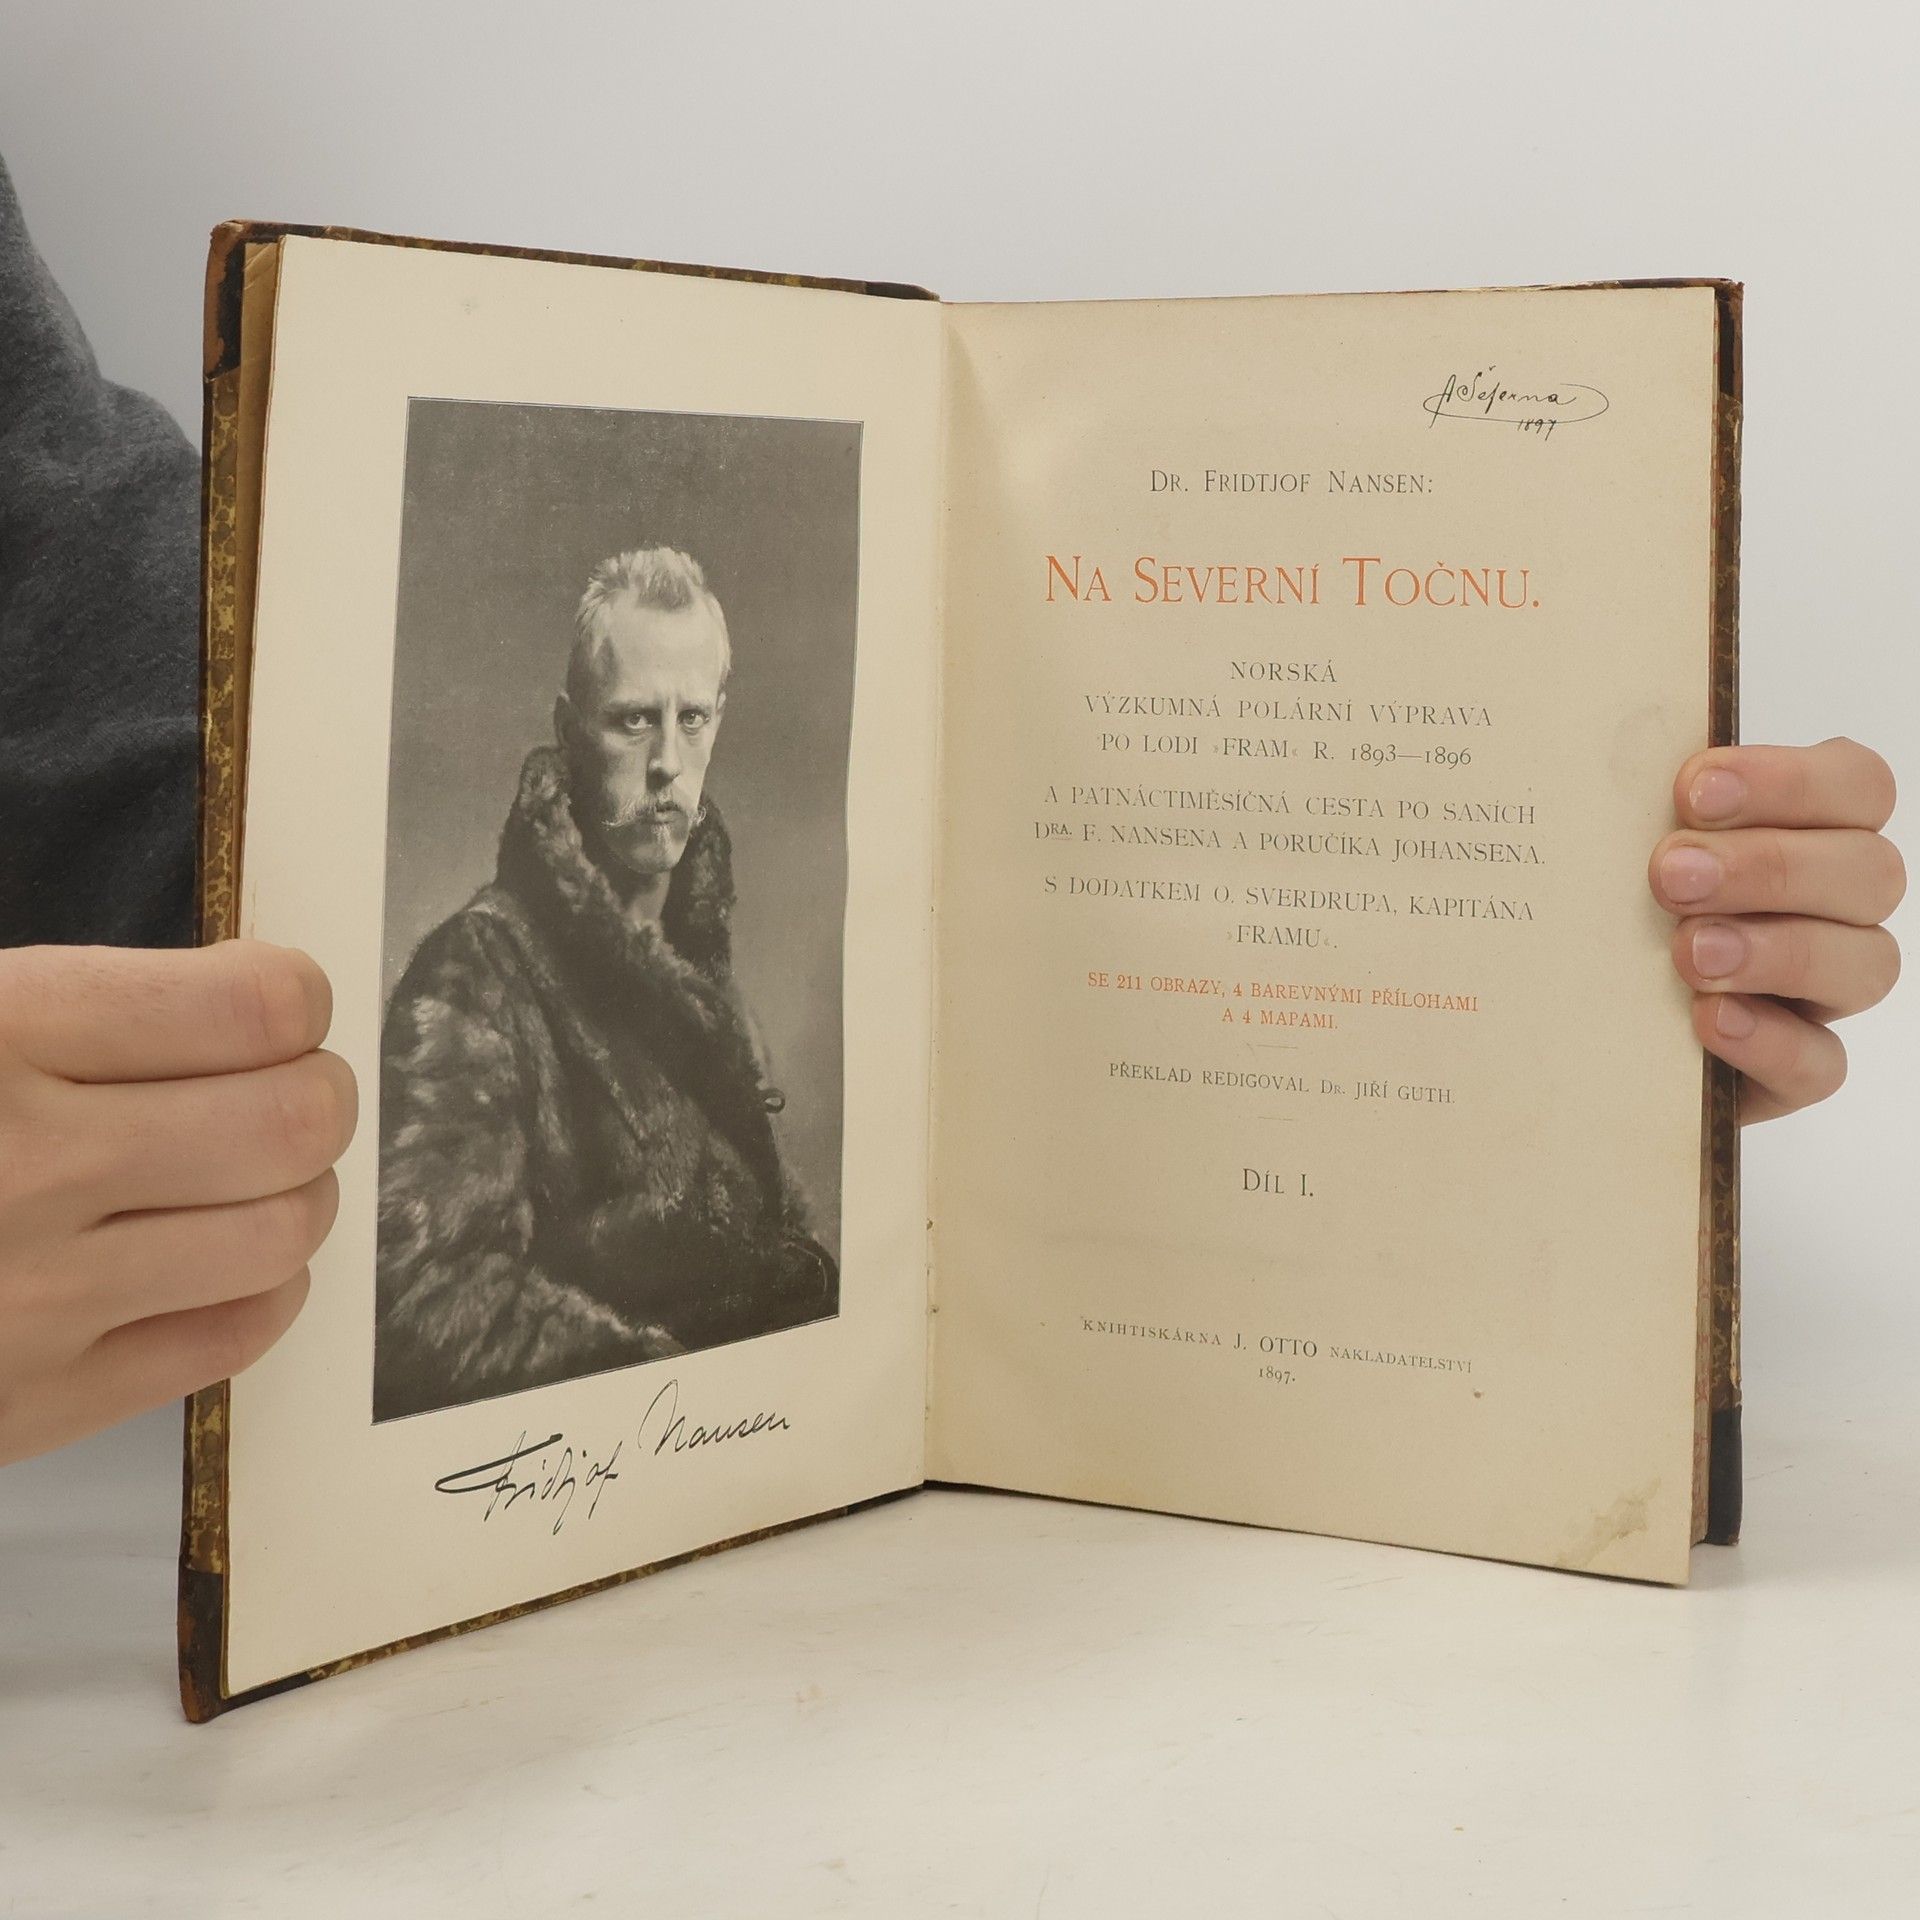 Fridtjof Nansen
A Šeferna
1897
DR. FRIDTJOF NANSEN:
NA SEVERNÍ TOČNU.
NORSKÁ
VÝZKUMNÁ POLÁRNÍ VÝPRAVA
PO LODI »FRAM« R. 1893—1896
A PATNÁCTIMĚSÍČNÁ CESTA PO SANÍCH
DRA. F. NANSENA A PORUČÍKA JOHANSENA.
S DODATKEM O. SVERDRUPA, KAPITÁNA
»FRAMU«.
SE 211 OBRAZY, 4 BAREVNÝMI PŘÍLOHAMI
A 4 MAPAMI.
PŘEKLAD REDIGOVAL DR. JIŘÍ GUTH.
DÍL I.
KNIHTISKÁRNA J. OTTO NAKLADATELSTVÍ
1897.